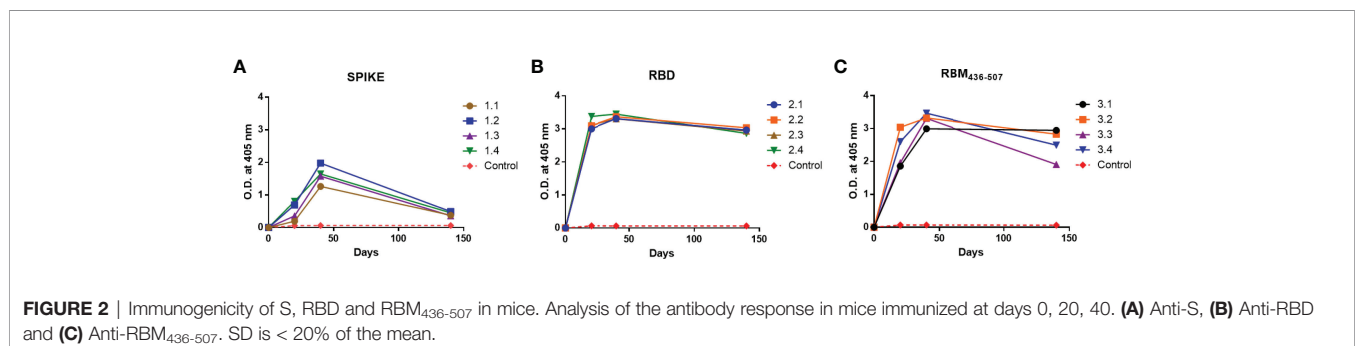 A
SPIKE
O.D. at 405 nm
4
3
2
1
0
0
50
100
150
Days
1.1
1.2
1.3
1.4
Control
B
RBD
O.D. at 405 nm
4
3
2
1
0
0
50
100
150
Days
2.1
2.2
2.3
2.4
Control
C
RBM436-507
O.D. at 405 nm
4
3
2
1
0
0
50
100
150
Days
3.1
3.2
3.3
3.4
Control
FIGURE 2 | Immunogenicity of S, RBD and RBM436-507 in mice. Analysis of the antibody response in mice immunized at days 0, 20, 40. (A) Anti-S, (B) Anti-RBD
and (C) Anti-RBM436-507. SD is < 20% of the mean.